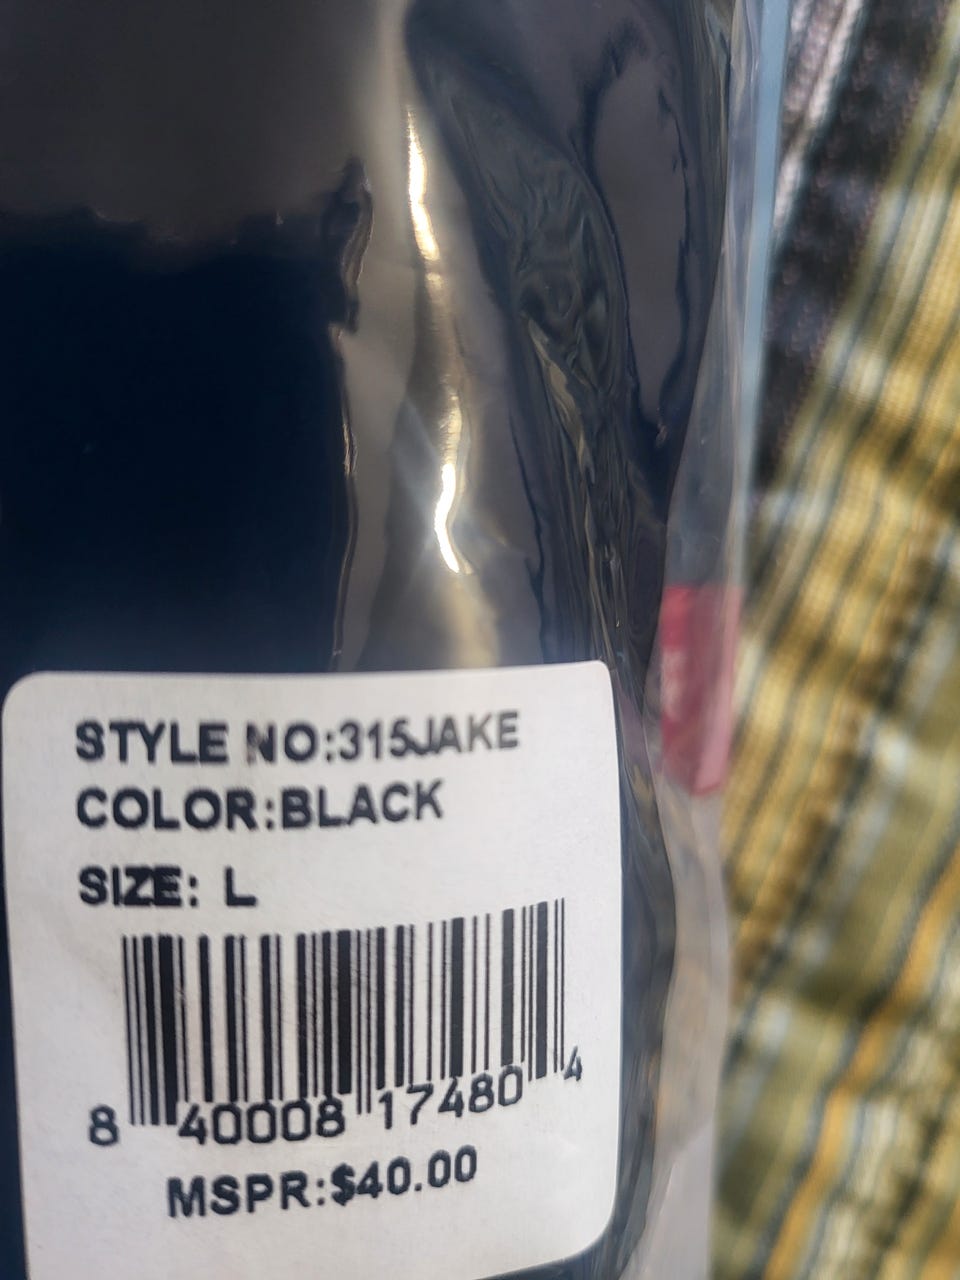 STYLE NO:315JAKE
COLOR:BLACK
SIZE: L
8 40008 17480 4
MSPR:$40.00